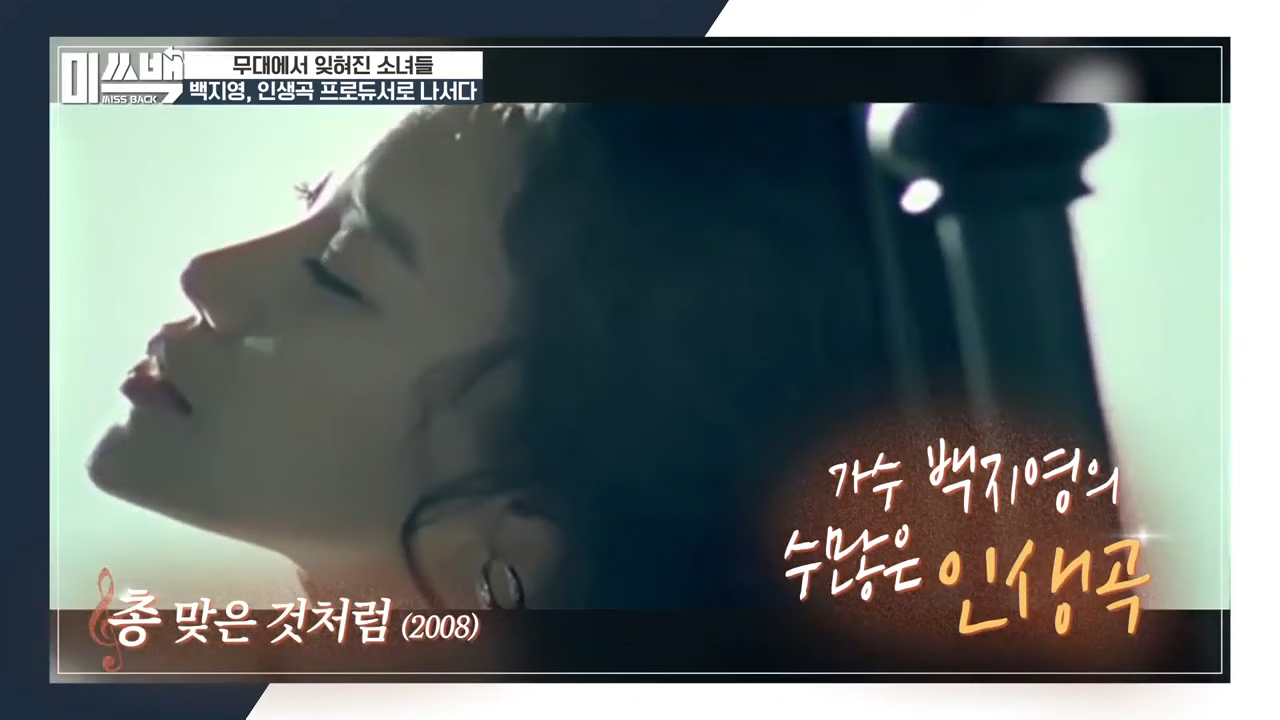 미쓰백
MISS BACK
무대에서 잊혀진 소녀들
백지영, 인생곡 프로듀서로 나서다
가수 백지영의
수많은 인생곡
총 맞은 것처럼 (2008)